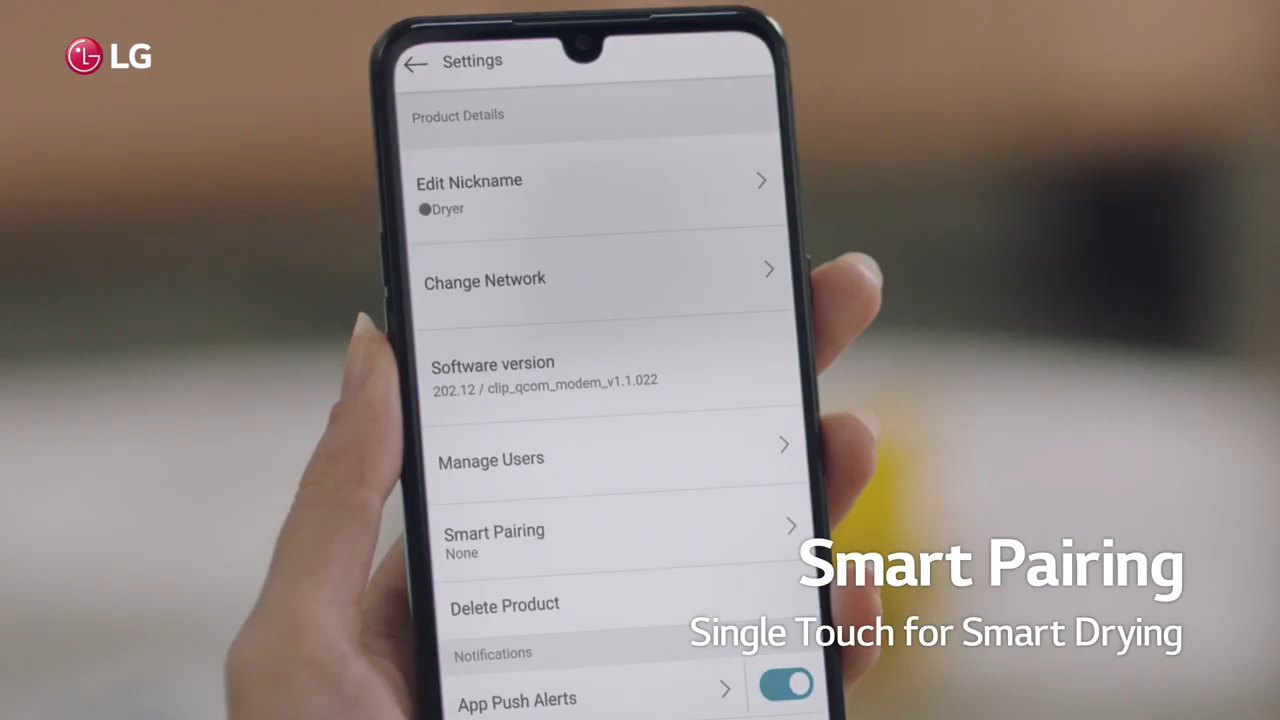 LG
Settings
Product Details
Edit Nickname
Dryer
Change Network
Software version
202.12 / clip_qcom_modem_v1.1.022
Manage Users
Smart Pairing
None
Delete Product
Notifications
App Push Alerts
Smart Pairing
Single Touch for Smart Drying